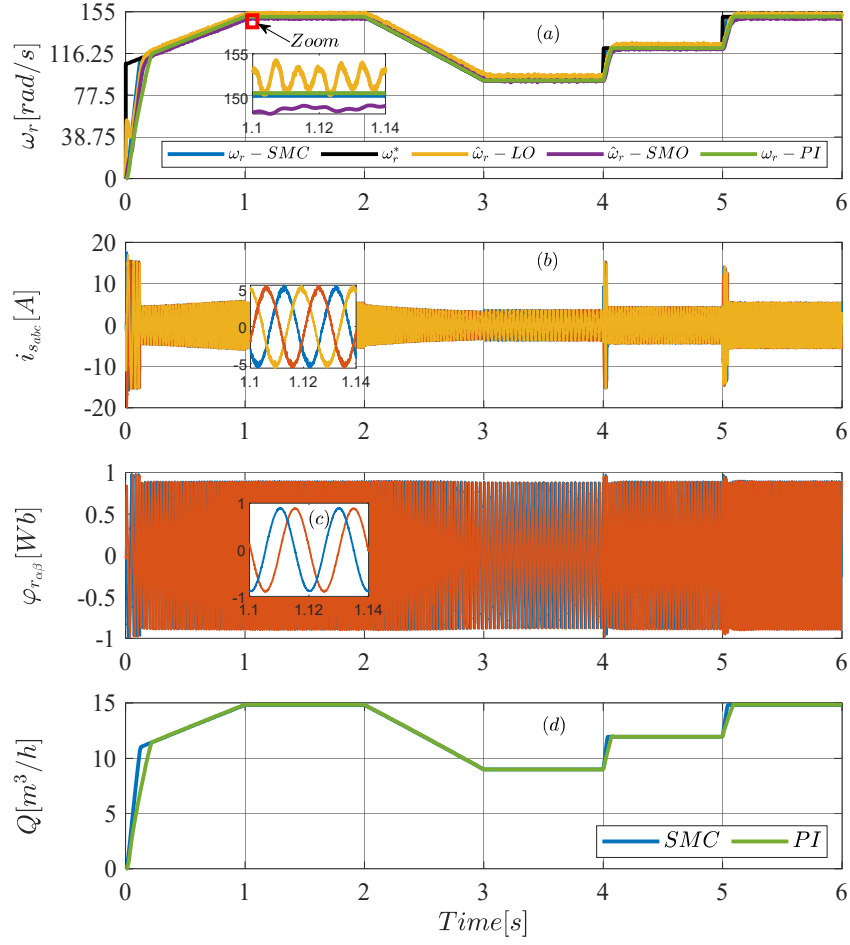 155
116.25
77.5
38.75
0
ω_r[rad/s]
(a)
Zoom
155
150
1.1 1.12 1.14
ω_r − SMC ω_r^* ω̂_r − LO ω̂_r − SMO ω_r − PI
0 1 2 3 4 5 6
20
10
0
-10
-20
i_{s_{abc}}[A]
(b)
5
0
-5
1.1 1.12 1.14
0 1 2 3 4 5 6
1
0.5
0
-0.5
-1
φ_{r_{αβ}}[Wb]
(c)
1
0
-1
1.1 1.12 1.14
0 1 2 3 4 5 6
15
10
5
0
Q[m^3/h]
(d)
SMC PI
0 1 2 3 4 5 6
Time[s]